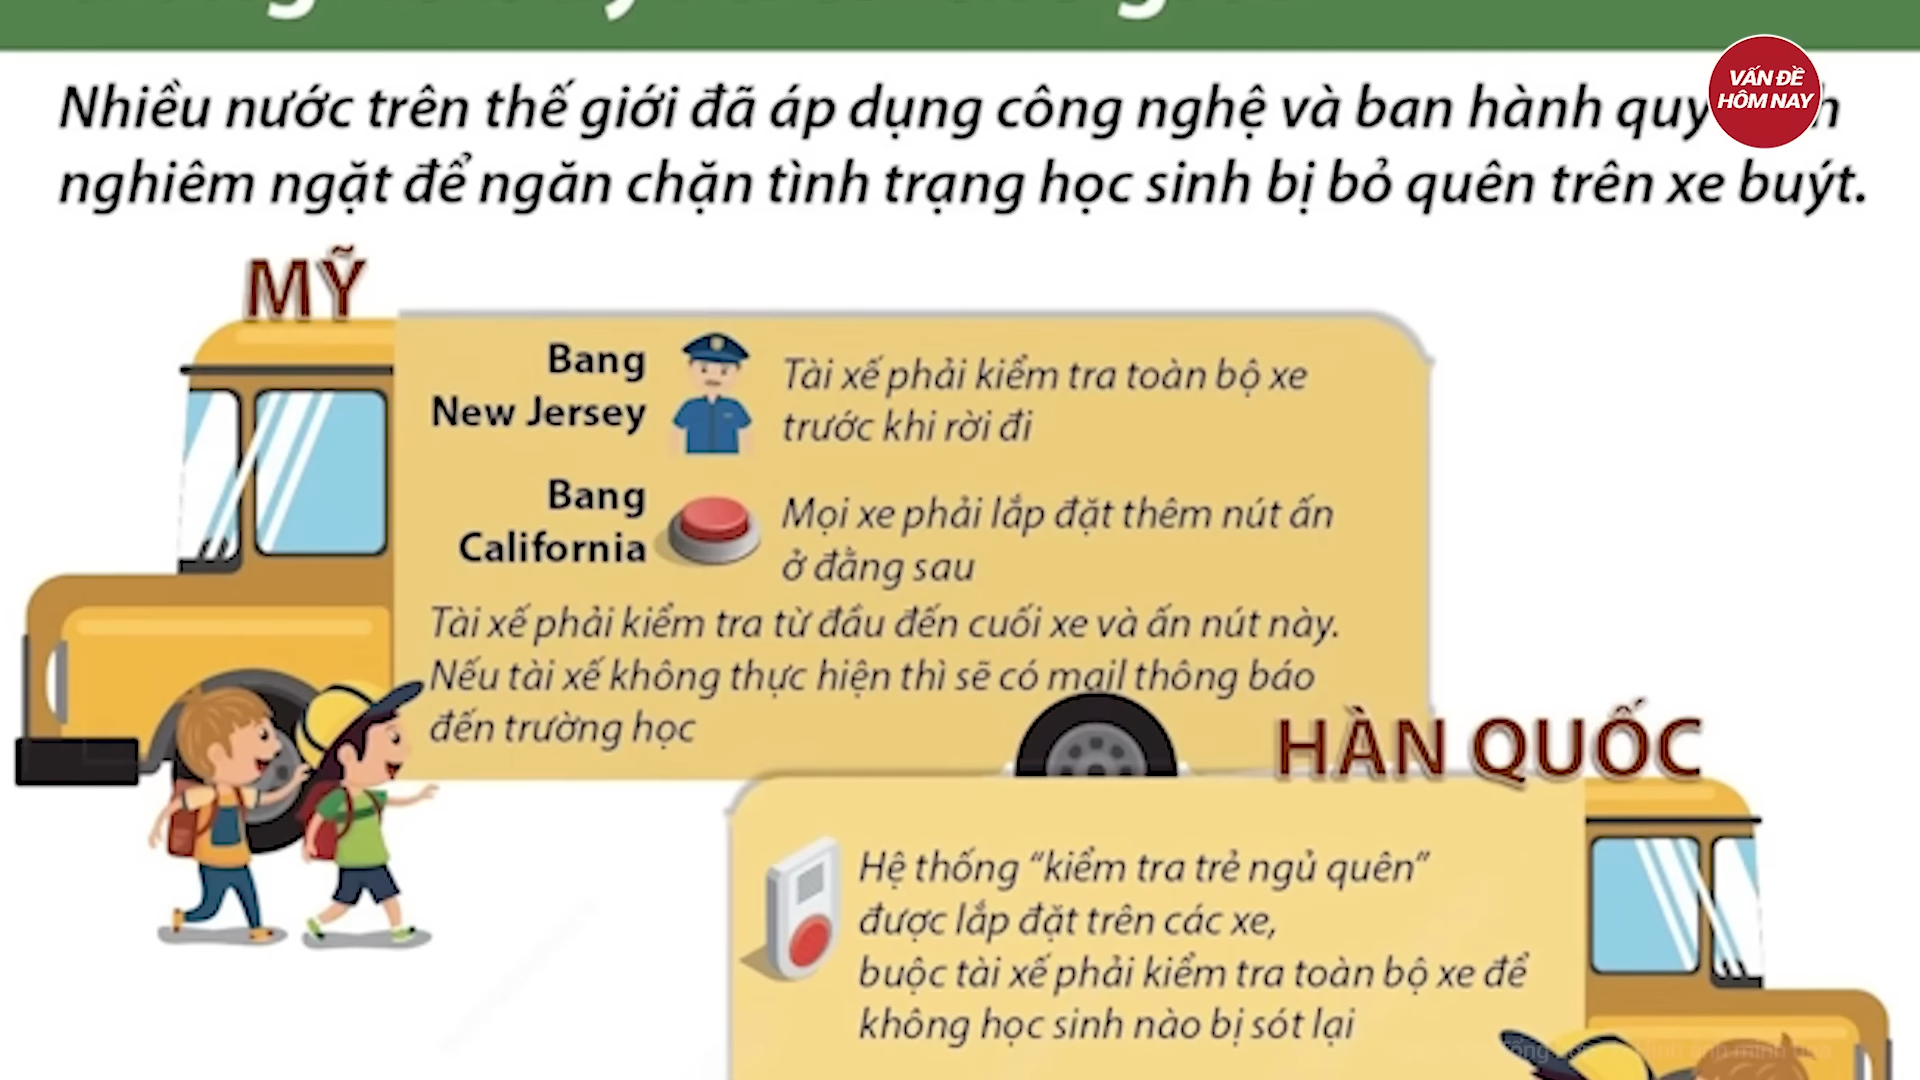 Nhiều nước trên thế giới đã áp dụng công nghệ và ban hành
nghiêm ngặt để ngăn chặn tình trạng học sinh bị bỏ quên trên xe buýt.
VẤN ĐỀ
HÔM NAY
MỸ
Bang
New Jersey
Tài xế phải kiểm tra toàn bộ xe
trước khi rời đi
Bang
California
Mọi xe phải lắp đặt thêm nút ấn
ở đằng sau
Tài xế phải kiểm tra từ đầu đến cuối xe và ấn nút này.
Nếu tài xế không thực hiện thì sẽ có mail thông báo
đến trường học
HÀN QUỐC
Hệ thống “kiểm tra trẻ ngủ quên”
được lắp đặt trên các xe,
buộc tài xế phải kiểm tra toàn bộ xe để
không học sinh nào bị sót lại